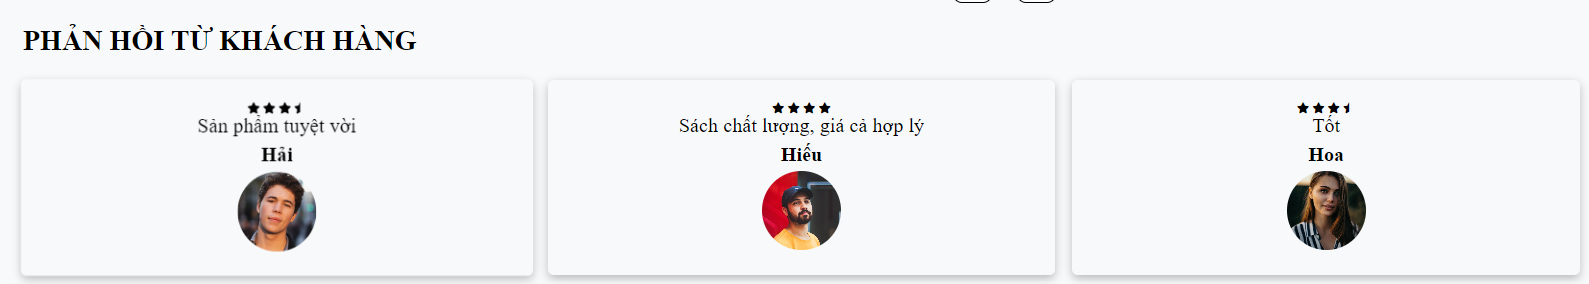 PHẢN HỒI TỪ KHÁCH HÀNG
Sản phẩm tuyệt vời
Hải
Sách chất lượng, giá cả hợp lý
Hiếu
Tốt
Hoa